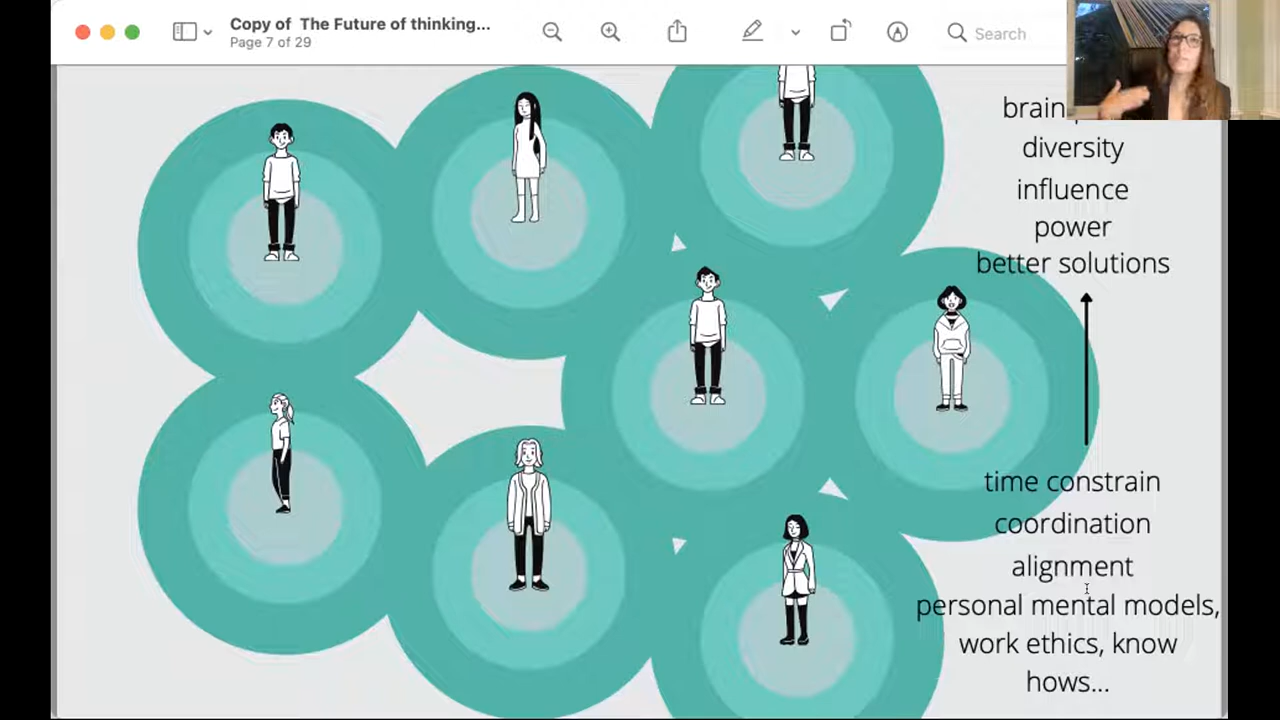 Copy of The Future of thinking...
Page 7 of 29
Search
brain
diversity
influence
power
better solutions
time constrain
coordination
alignment
personal mental models,
work ethics, know
hows...